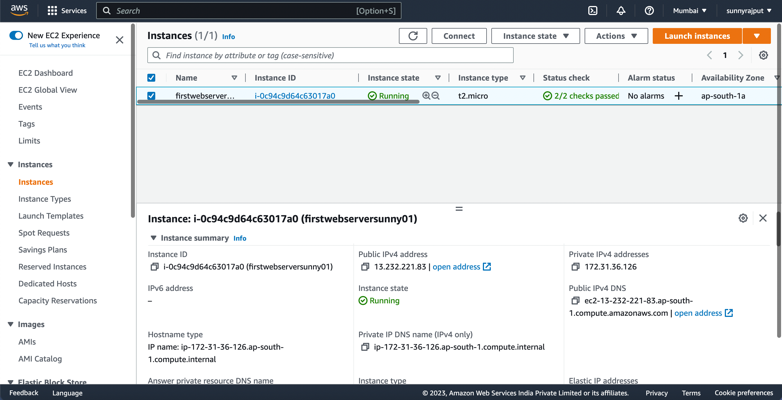 aws
Services
Search
[Option+S]
Mumbai
sunnyrajput
New EC2 Experience
Tell us what you think
EC2 Dashboard
EC2 Global View
Events
Tags
Limits
Instances
Instances
Instance Types
Launch Templates
Spot Requests
Savings Plans
Reserved Instances
Dedicated Hosts
Capacity Reservations
Images
AMIs
AMI Catalog
Elastic Block Store
Instances (1/1) Info
Connect
Instance state
Actions
Launch instances
Find instance by attribute or tag (case-sensitive)
1
Name
Instance ID
Instance state
Instance type
Status check
Alarm status
Availability Zone
firstwebserver...
i-0c94c9d64c63017a0
Running
t2.micro
2/2 checks passed
No alarms
ap-south-1a
Instance: i-0c94c9d64c63017a0 (firstwebserversunny01)
Instance summary Info
Instance ID
i-0c94c9d64c63017a0 (firstwebserversunny01)
Public IPv4 address
13.232.221.83 | open address
Private IPv4 addresses
172.31.36.126
IPv6 address
–
Instance state
Running
Public IPv4 DNS
ec2-13-232-221-83.ap-south-
1.compute.amazonaws.com | open address
Hostname type
IP name: ip-172-31-36-126.ap-south-
1.compute.internal
Private IP DNS name (IPv4 only)
ip-172-31-36-126.ap-south-1.compute.internal
Answer private resource DNS name
Instance type
Elastic IP addresses
Feedback
Language
© 2023, Amazon Web Services India Private Limited or its affiliates.
Privacy
Terms
Cookie preferences